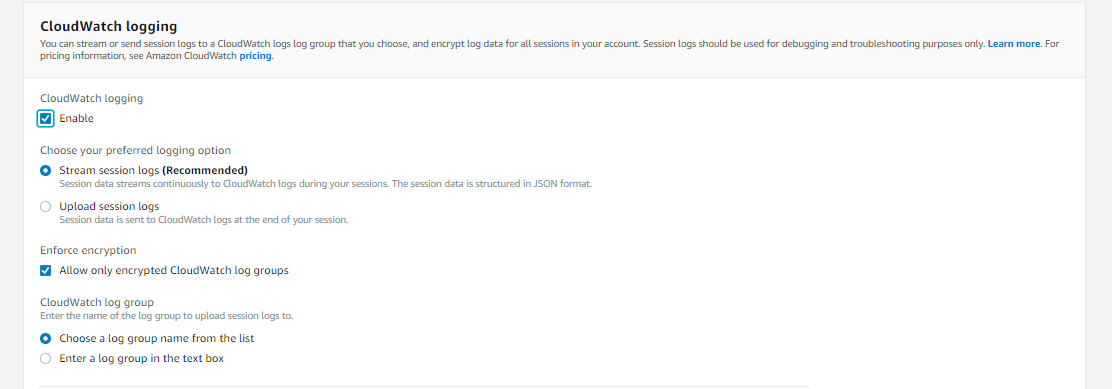 CloudWatch logging
You can stream or send session logs to a CloudWatch logs log group that you choose, and encrypt log data for all sessions in your account. Session logs should be used for debugging and troubleshooting purposes only. Learn more. For
pricing information, see Amazon CloudWatch pricing.
CloudWatch logging
Enable
Choose your preferred logging option
Stream session logs (Recommended)
Session data streams continuously to CloudWatch logs during your sessions. The session data is structured in JSON format.
Upload session logs
Session data is sent to CloudWatch logs at the end of your session.
Enforce encryption
Allow only encrypted CloudWatch log groups
CloudWatch log group
Enter the name of the log group to upload session logs to.
Choose a log group name from the list
Enter a log group in the text box